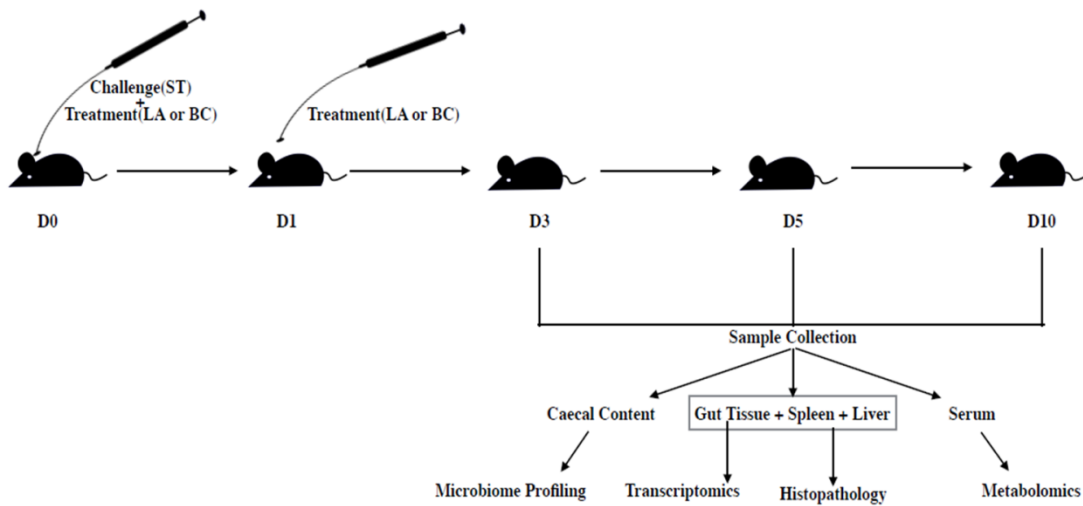 Challenge(ST)
+
Treatment(LA or BC)
Treatment(LA or BC)
D0
D1
D3
D5
D10
Sample Collection
Caecal Content
Gut Tissue + Spleen + Liver
Serum
Microbiome Profiling
Transcriptomics
Histopathology
Metabolomics